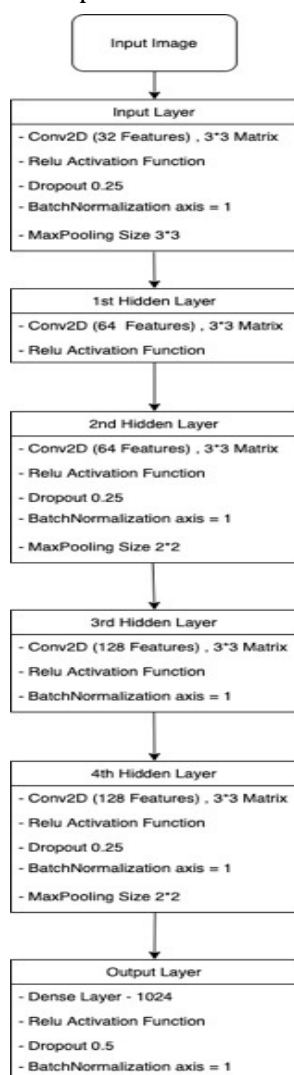 Input Image
Input Layer
- Conv2D (32 Features) , 3*3 Matrix
- Relu Activation Function
- Dropout 0.25
- BatchNormalization axis = 1
- MaxPooling Size 3*3
1st Hidden Layer
- Conv2D (64 Features) , 3*3 Matrix
- Relu Activation Function
2nd Hidden Layer
- Conv2D (64 Features) , 3*3 Matrix
- Relu Activation Function
- Dropout 0.25
- BatchNormalization axis = 1
- MaxPooling Size 2*2
3rd Hidden Layer
- Conv2D (128 Features) , 3*3 Matrix
- Relu Activation Function
- BatchNormalization axis = 1
4th Hidden Layer
- Conv2D (128 Features) , 3*3 Matrix
- Relu Activation Function
- Dropout 0.25
- BatchNormalization axis = 1
- MaxPooling Size 2*2
Output Layer
- Dense Layer - 1024
- Relu Activation Function
- Dropout 0.5
- BatchNormalization axis = 1